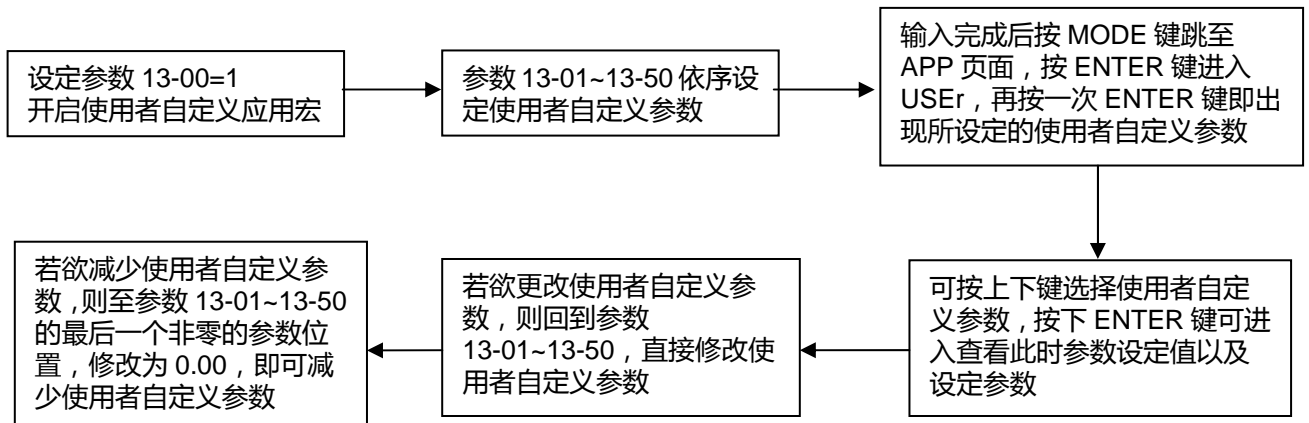 设定参数 13-00=1
开启使用者自定义应用宏
参数 13-01~13-50 依序设
定使用者自定义参数
输入完成后按 MODE 键跳至
APP 页面，按 ENTER 键进入
USEr，再按一次 ENTER 键即出
现所设定的使用者自定义参数
可按上下键选择使用者自定
义参数，按下 ENTER 键可进
入查看此时参数设定值以及
设定参数
若欲更改使用者自定义参
数，则回到参数
13-01~13-50，直接修改使
用者自定义参数
若欲减少使用者自定义参
数，则至参数 13-01~13-50
的最后一个非零的参数位
置，修改为 0.00，即可减
少使用者自定义参数